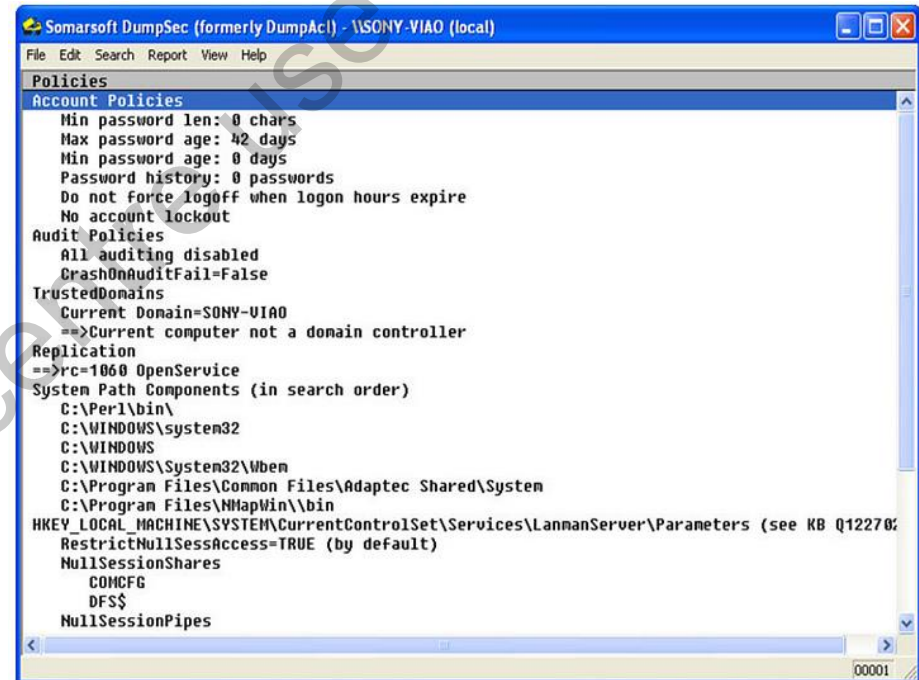 Somarsoft DumpSec (formerly DumpAcl) - \\SONY-VIAO (local)
File Edit Search Report View Help
Policies
Account Policies
Min password len: 0 chars
Max password age: 42 days
Min password age: 0 days
Password history: 0 passwords
Do not force logoff when logon hours expire
No account lockout
Audit Policies
All auditing disabled
CrashOnAuditFail=False
TrustedDomains
Current Domain=SONY-VIAO
==>Current computer not a domain controller
Replication
==>rc=1060 OpenService
System Path Components (in search order)
C:\Perl\bin\
C:\WINDOWS\system32
C:\WINDOWS
C:\WINDOWS\System32\Wbem
C:\Program Files\Common Files\Adaptec Shared\System
C:\Program Files\NMapWin\\bin
HKEY_LOCAL_MACHINE\SYSTEM\CurrentControlSet\Services\LanmanServer\Parameters (see KB Q122702
RestrictNullSessAccess=TRUE (by default)
NullSessionShares
COMCFG
DFS$
NullSessionPipes
00001
centre use